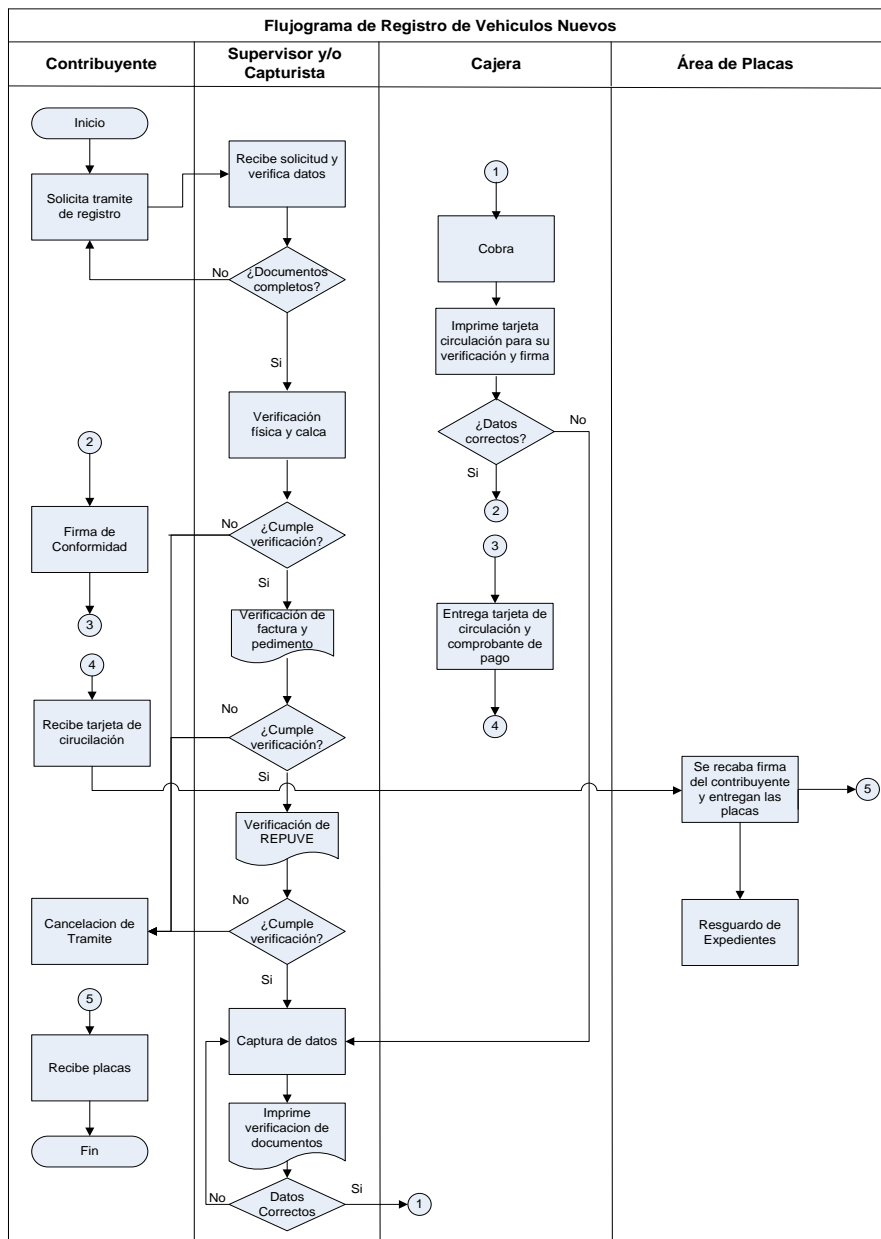 Flujograma de Registro de Vehiculos Nuevos
Contribuyente
Supervisor y/o
Capturista
Cajera
Área de Placas
Inicio
Solicita tramite
de registro
2
Firma de
Conformidad
3
4
Recibe tarjeta de
cirucilación
Cancelacion de
Tramite
5
Recibe placas
Fin
Recibe solicitud y
verifica datos
No
¿Documentos
completos?
Si
Verificación
física y calca
No
¿Cumple
verificación?
Si
Verificación de
factura y
pedimento
No
¿Cumple
verificación?
Si
Verificación de
REPUVE
No
¿Cumple
verificación?
Si
Captura de datos
Imprime
verificacion de
documentos
No
Datos
Correctos
Si
1
1
Cobra
Imprime tarjeta
circulación para su
verificación y firma
¿Datos
correctos?
No
Si
2
3
Entrega tarjeta de
circulación y
comprobante de
pago
4
Se recaba firma
del contribuyente
y entregan las
placas
5
Resguardo de
Expedientes